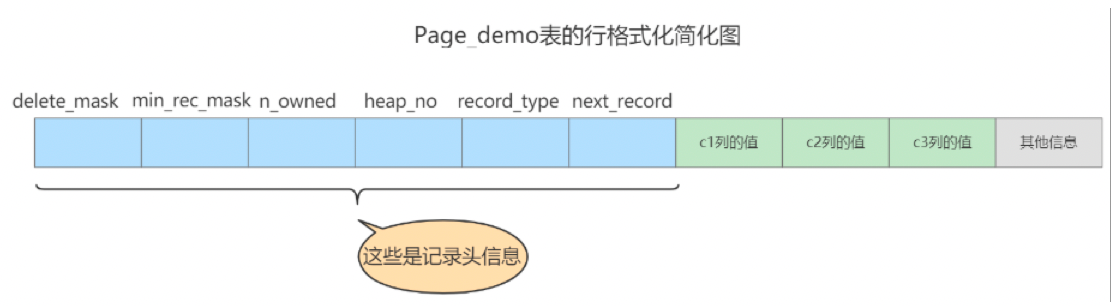 Page_demo表的行格式化简化图
delete_mask min_rec_mask n_owned heap_no record_type next_record
c1列的值 c2列的值 c3列的值 其他信息
这些是记录头信息